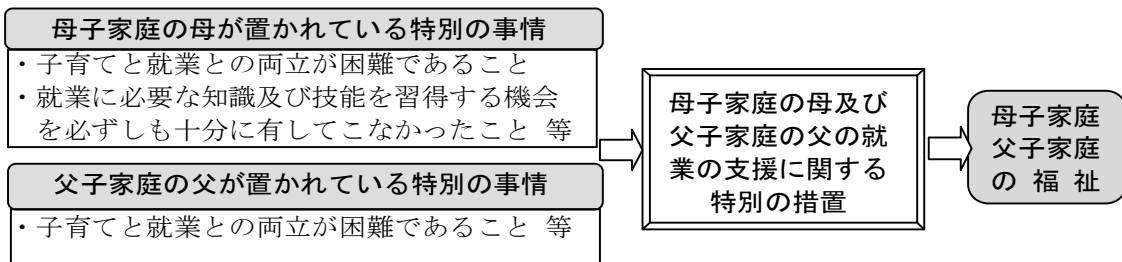 母子家庭の母が置かれている特別の事情
・子育てと就業との両立が困難であること
・就業に必要な知識及び技能を習得する機会
を必ずしも十分に有してこなかったこと 等
父子家庭の父が置かれている特別の事情
・子育てと就業との両立が困難であること 等
母子家庭の母及び
父子家庭の父の就
業の支援に関する
特別の措置
母子家庭
父子家庭
の 福 祉